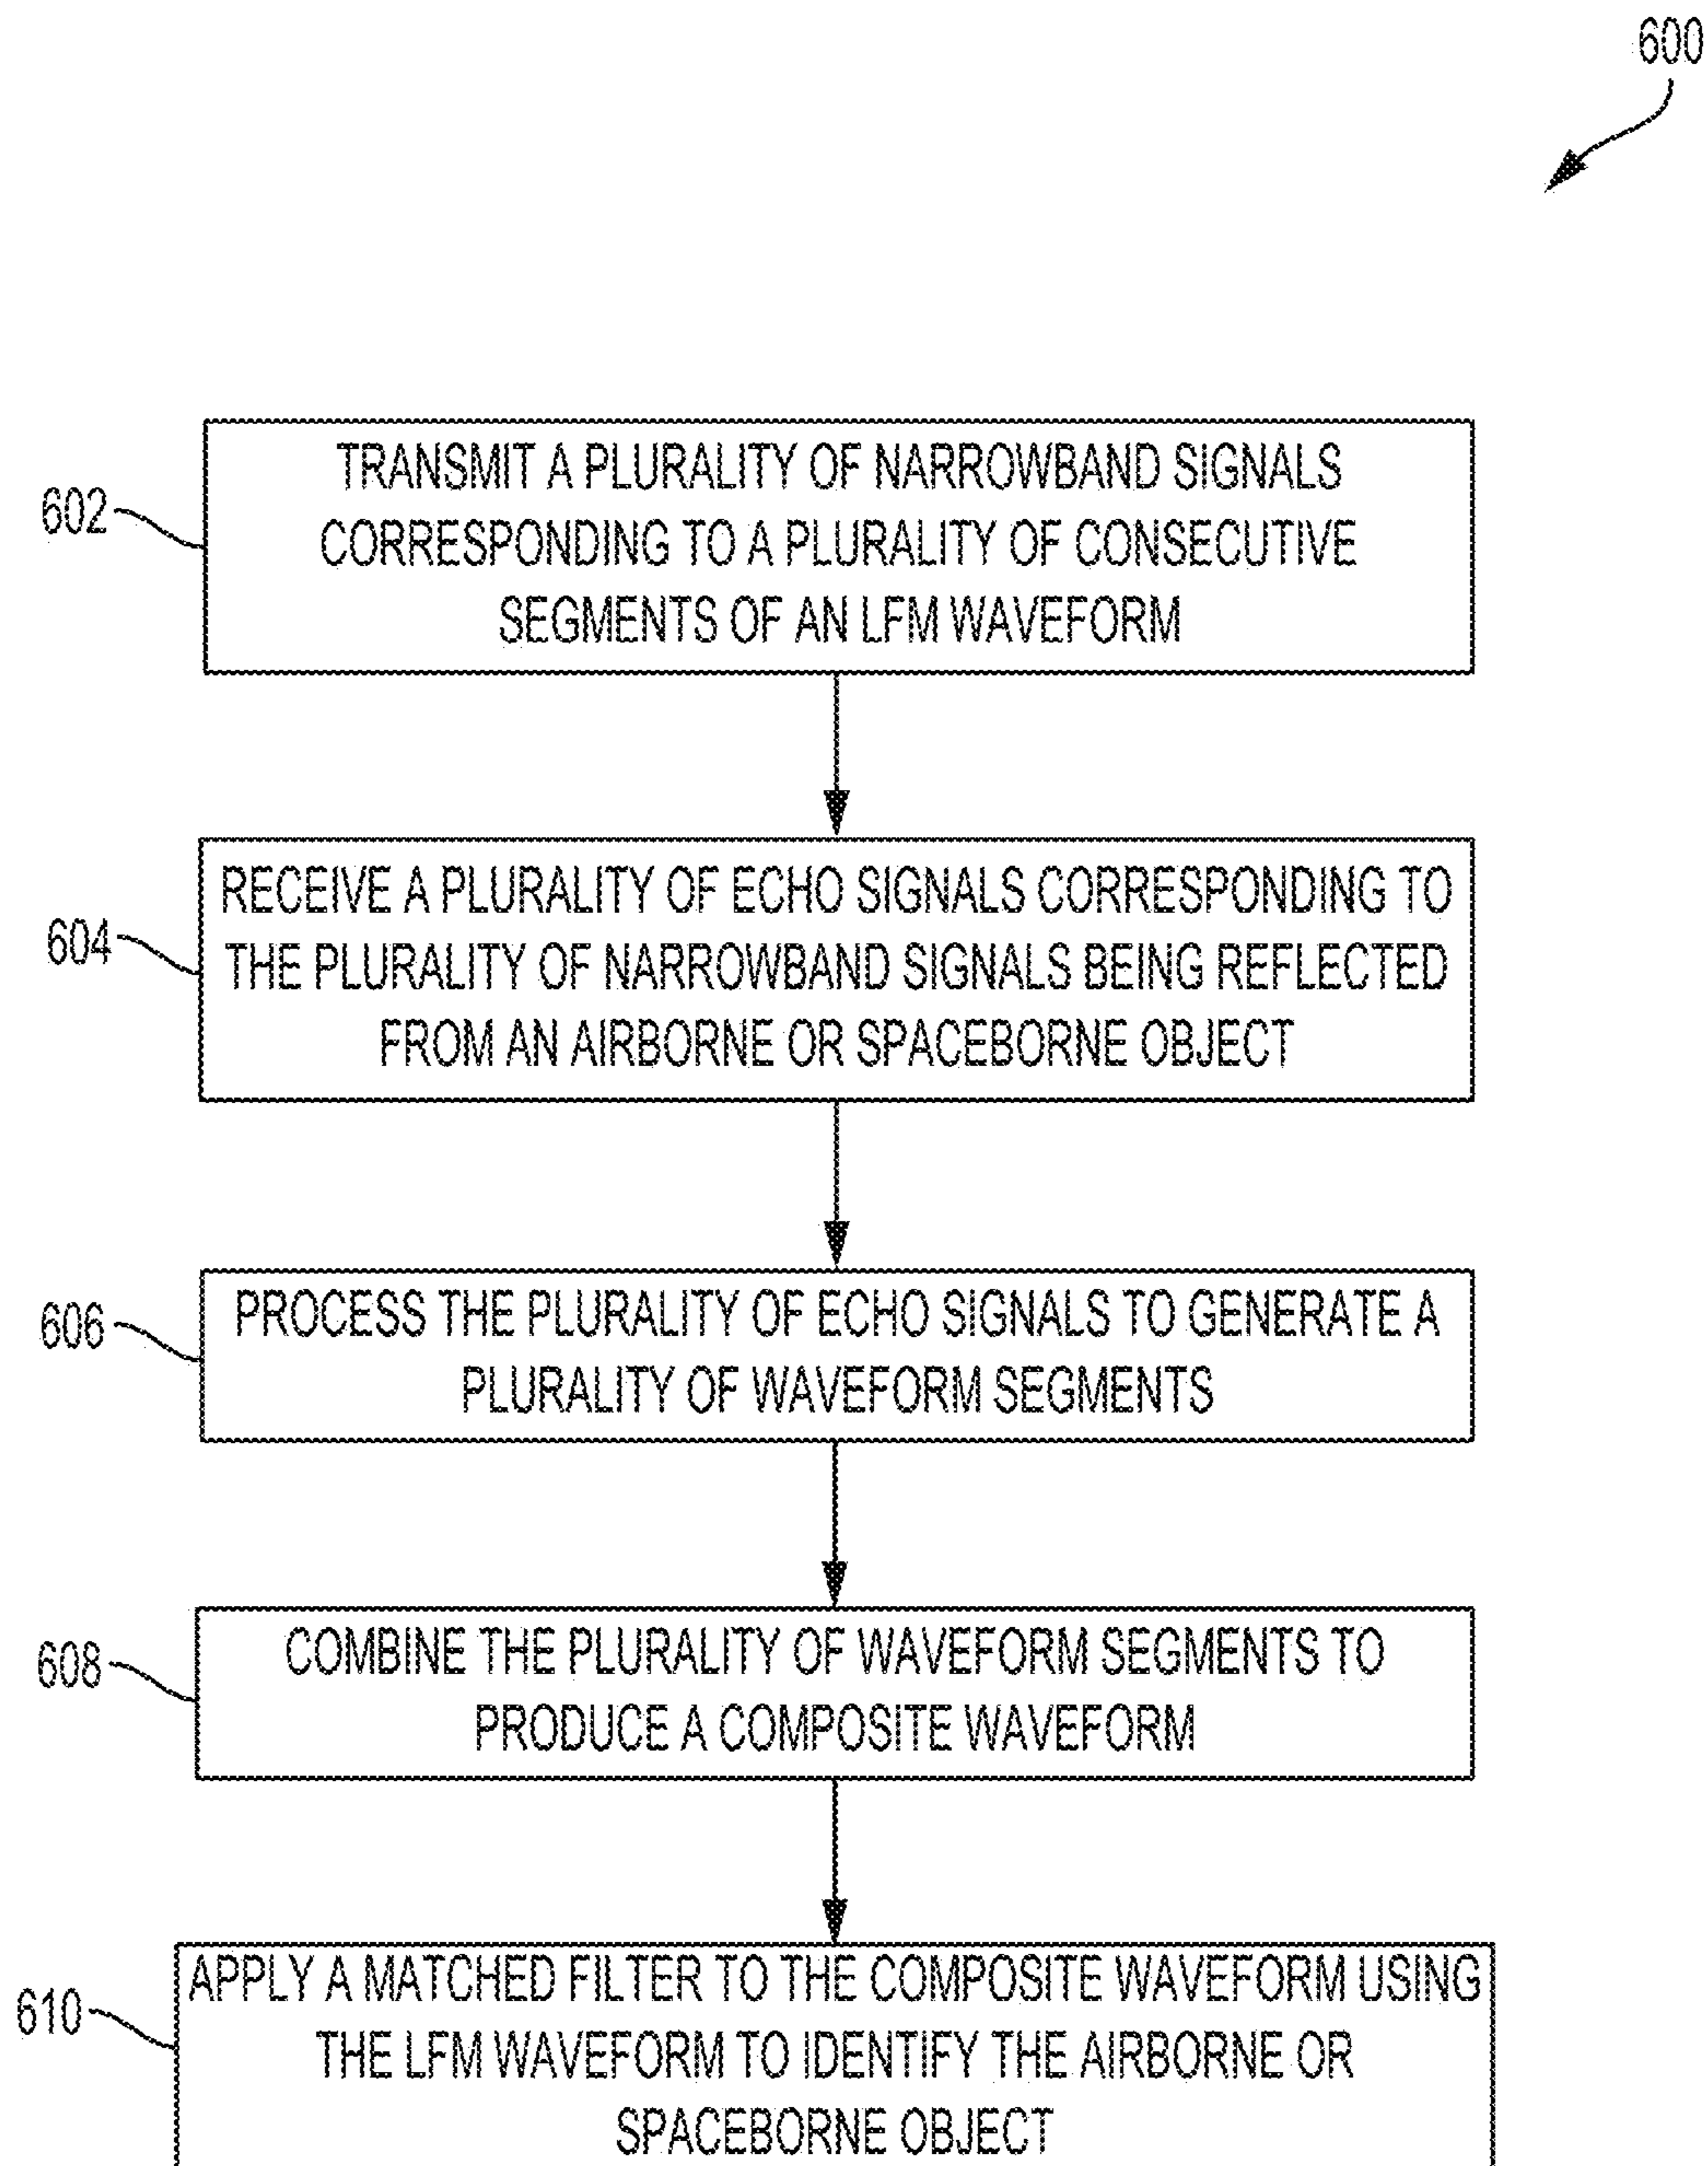 600
602
TRANSMIT A PLURALITY OF NARROWBAND SIGNALS
CORRESPONDING TO A PLURALITY OF CONSECUTIVE
SEGMENTS OF AN LFM WAVEFORM
604
RECEIVE A PLURALITY OF ECHO SIGNALS CORRESPONDING TO
THE PLURALITY OF NARROWBAND SIGNALS BEING REFLECTED
FROM AN AIRBORNE OR SPACEBORNE OBJECT
606
PROCESS THE PLURALITY OF ECHO SIGNALS TO GENERATE A
PLURALITY OF WAVEFORM SEGMENTS
608
COMBINE THE PLURALITY OF WAVEFORM SEGMENTS TO
PRODUCE A COMPOSITE WAVEFORM
610
APPLY A MATCHED FILTER TO THE COMPOSITE WAVEFORM USING
THE LFM WAVEFORM TO IDENTIFY THE AIRBORNE OR
SPACEBORNE OBJECT